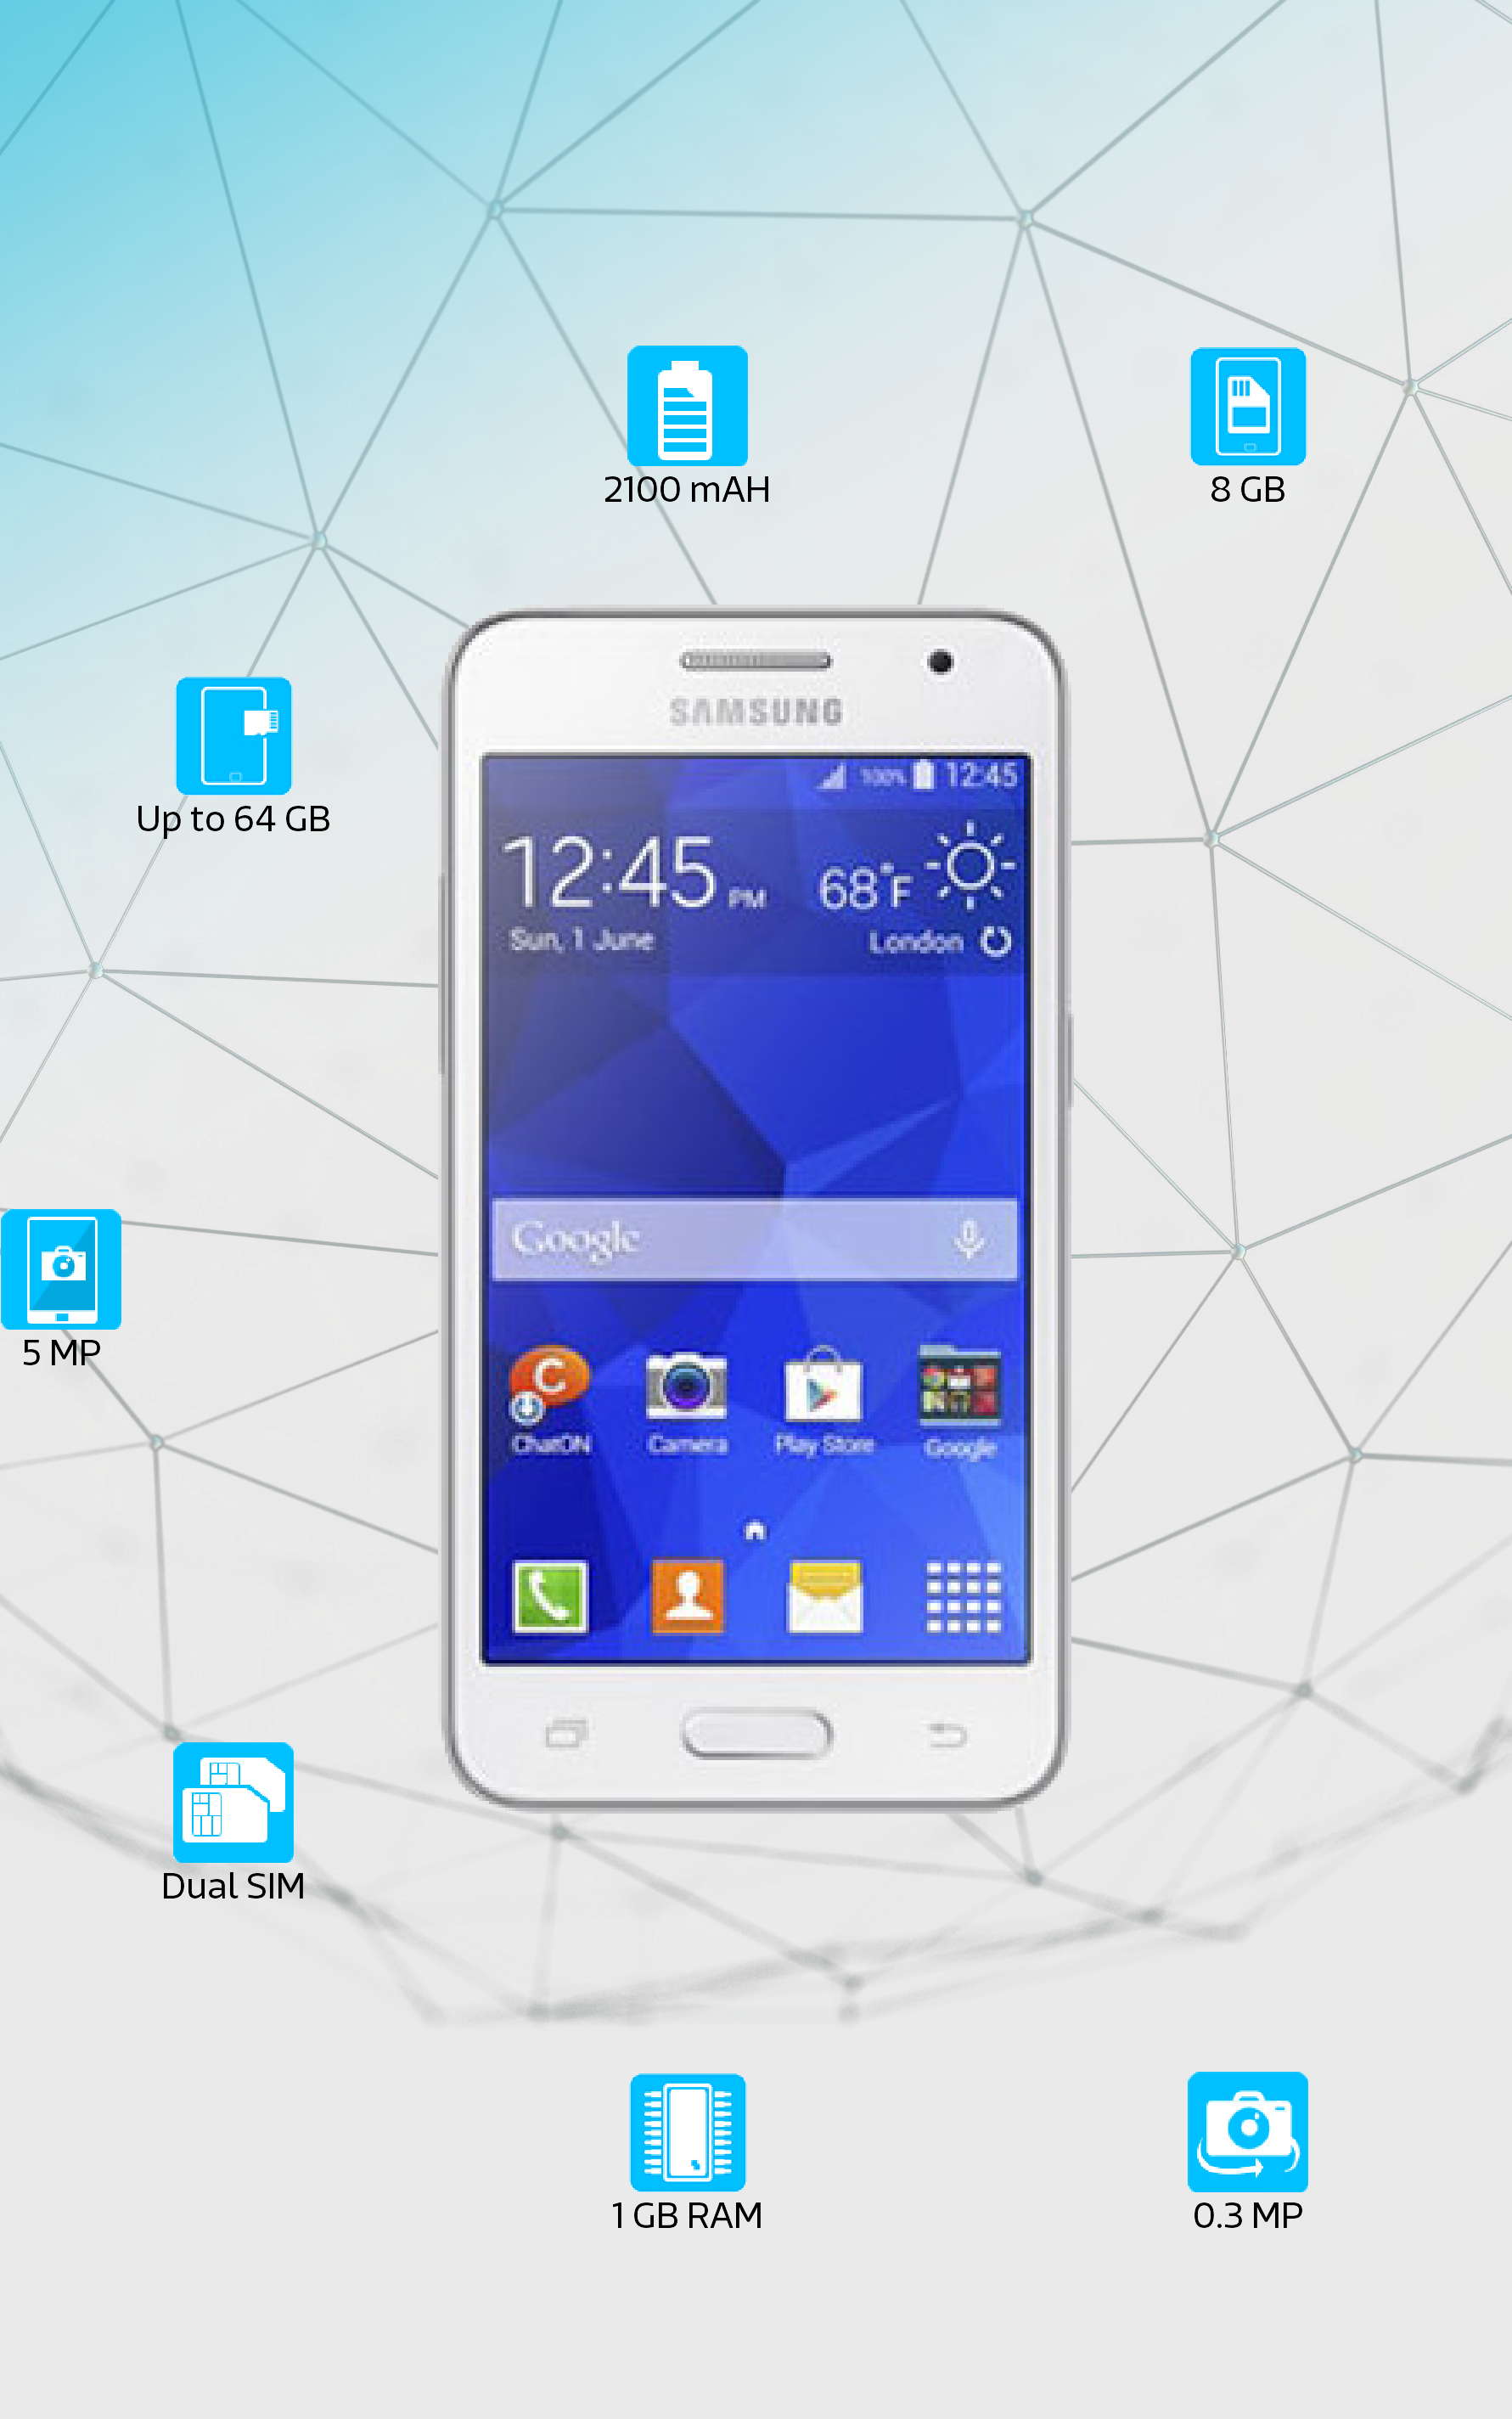 2100 mAH
8 GB
Up to 64 GB
SAMSUNG
100% 12:45
12:45 PM 68°F
Sun, 1 June London
Google
5 MP
ChatON Camera Play Store Google
Dual SIM
1 GB RAM
0.3 MP